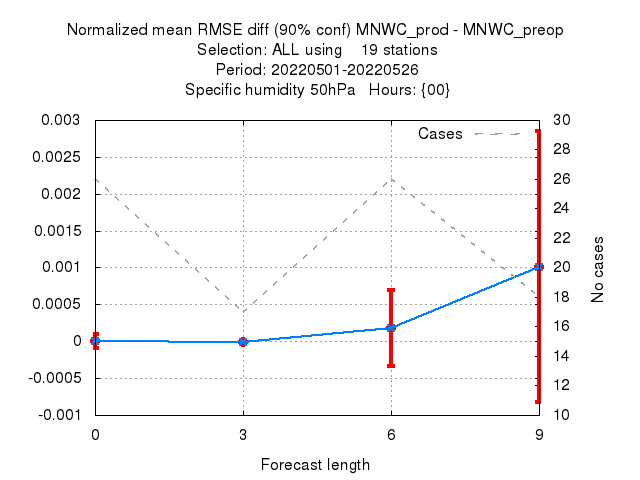 Normalized mean RMSE diff (90% conf) MNWC_prod - MNWC_preop
Selection: ALL using    19 stations
Period: 20220501-20220526
Specific humidity 50hPa   Hours: {00}
Cases
0.003
0.0025
0.002
0.0015
0.001
0.0005
0
-0.0005
-0.001
30
28
26
24
22
20
18
16
14
12
10
No cases
0 3 6 9
Forecast length